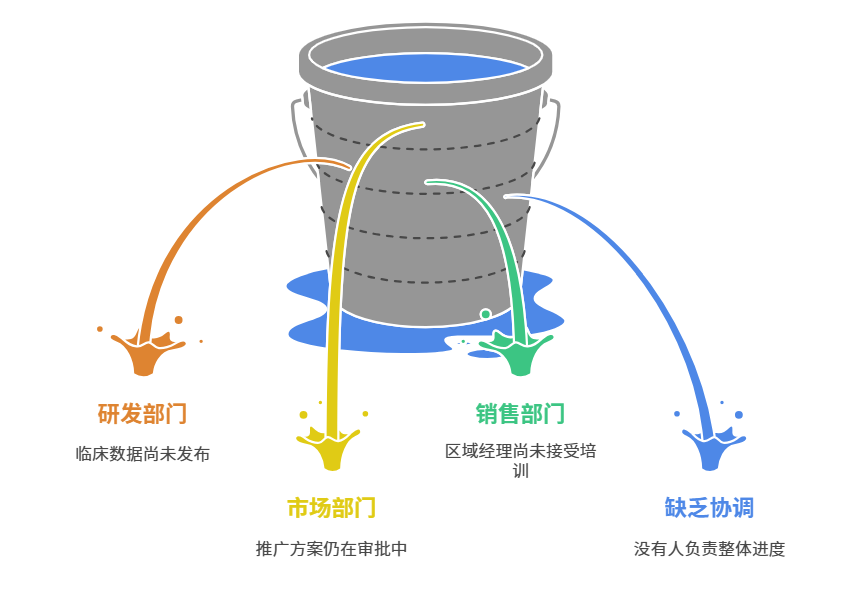 研发部门
临床数据尚未发布
市场部门
推广方案仍在审批中
销售部门
区域经理尚未接受培
训
缺乏协调
没有人负责整体进度